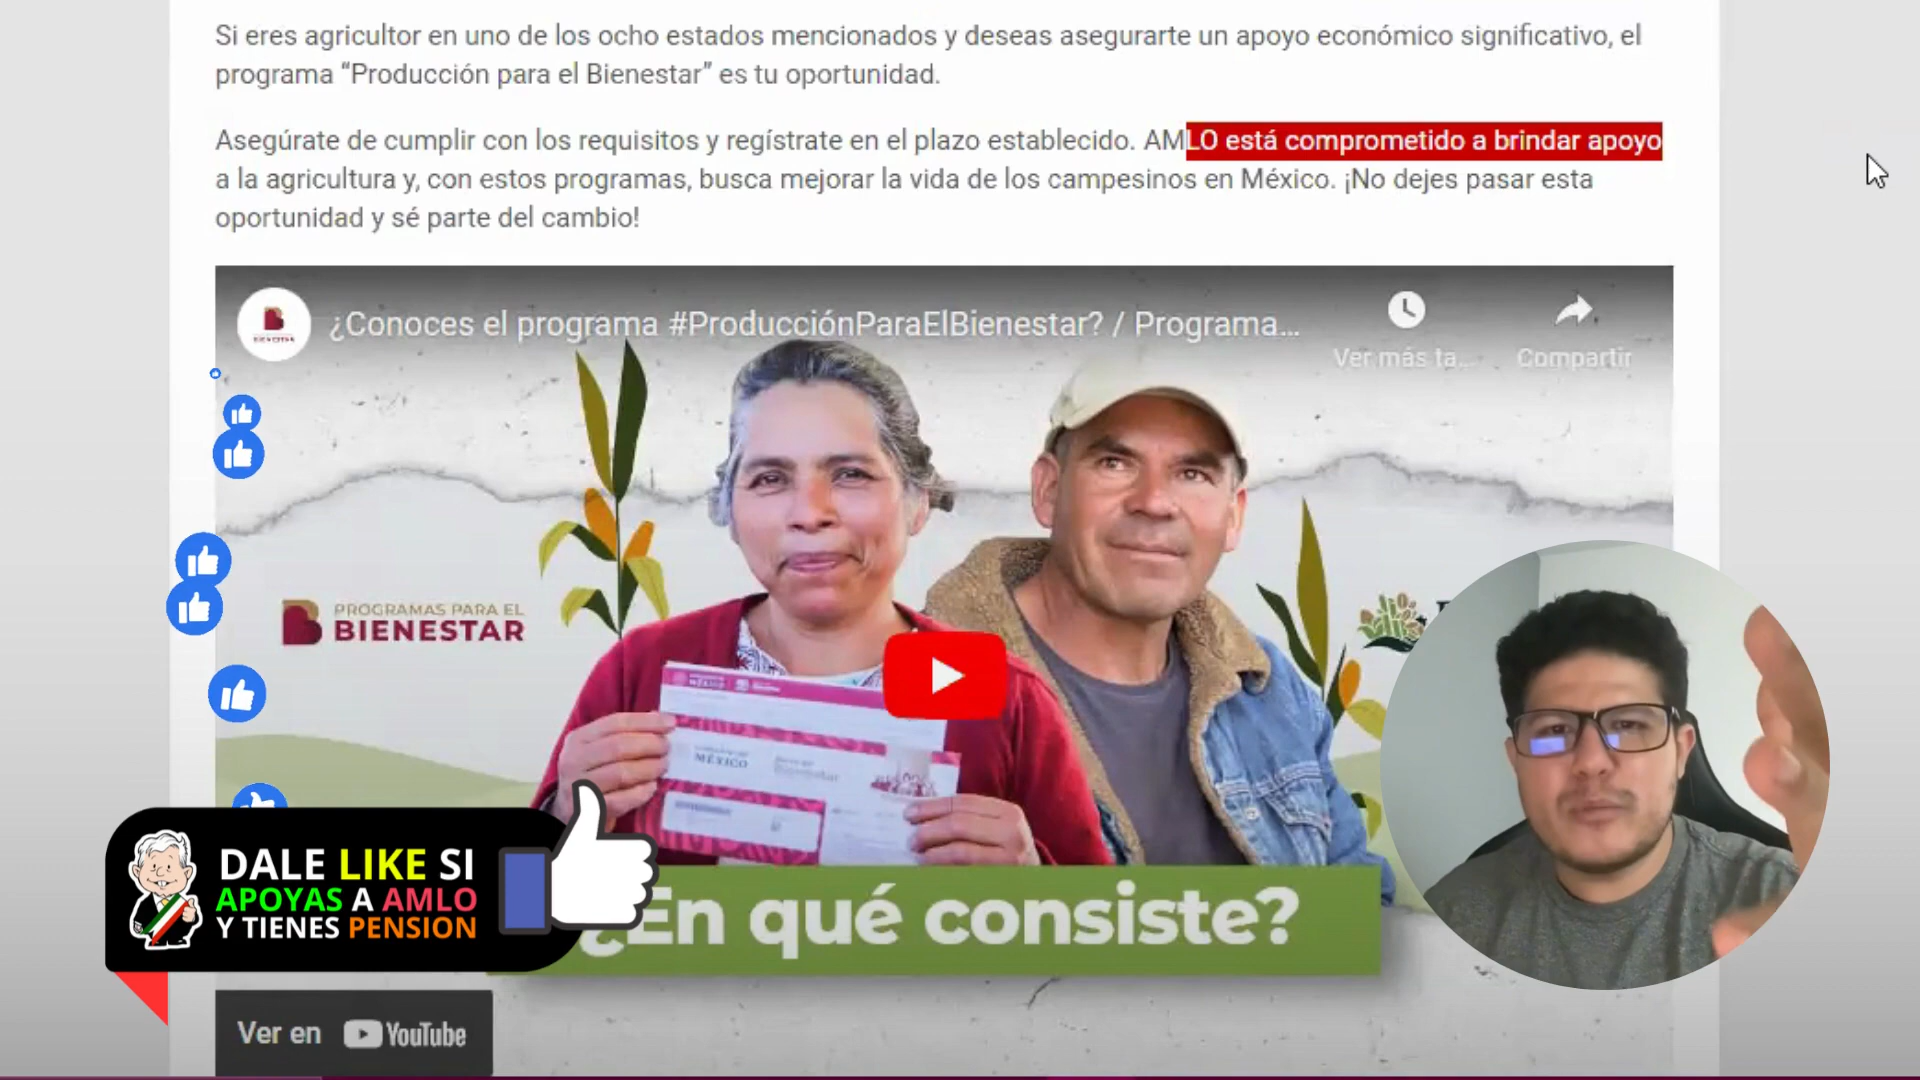 Si eres agricultor en uno de los ocho estados mencionados y deseas asegurarte un apoyo económico significativo, el
programa “Producción para el Bienestar” es tu oportunidad.
Asegúrate de cumplir con los requisitos y regístrate en el plazo establecido. AMLO está comprometido a brindar apoyo
a la agricultura y, con estos programas, busca mejorar la vida de los campesinos en México. ¡No dejes pasar esta
oportunidad y sé parte del cambio!
BIENESTAR
¿Conoces el programa #ProducciónParaElBienestar? / Programa...
Ver más ta...
Compartir
PROGRAMAS PARA EL
BIENESTAR
MÉXICO
DALE LIKE SI
APOYAS A AMLO
Y TIENES PENSION
¿En qué consiste?
Ver en YouTube